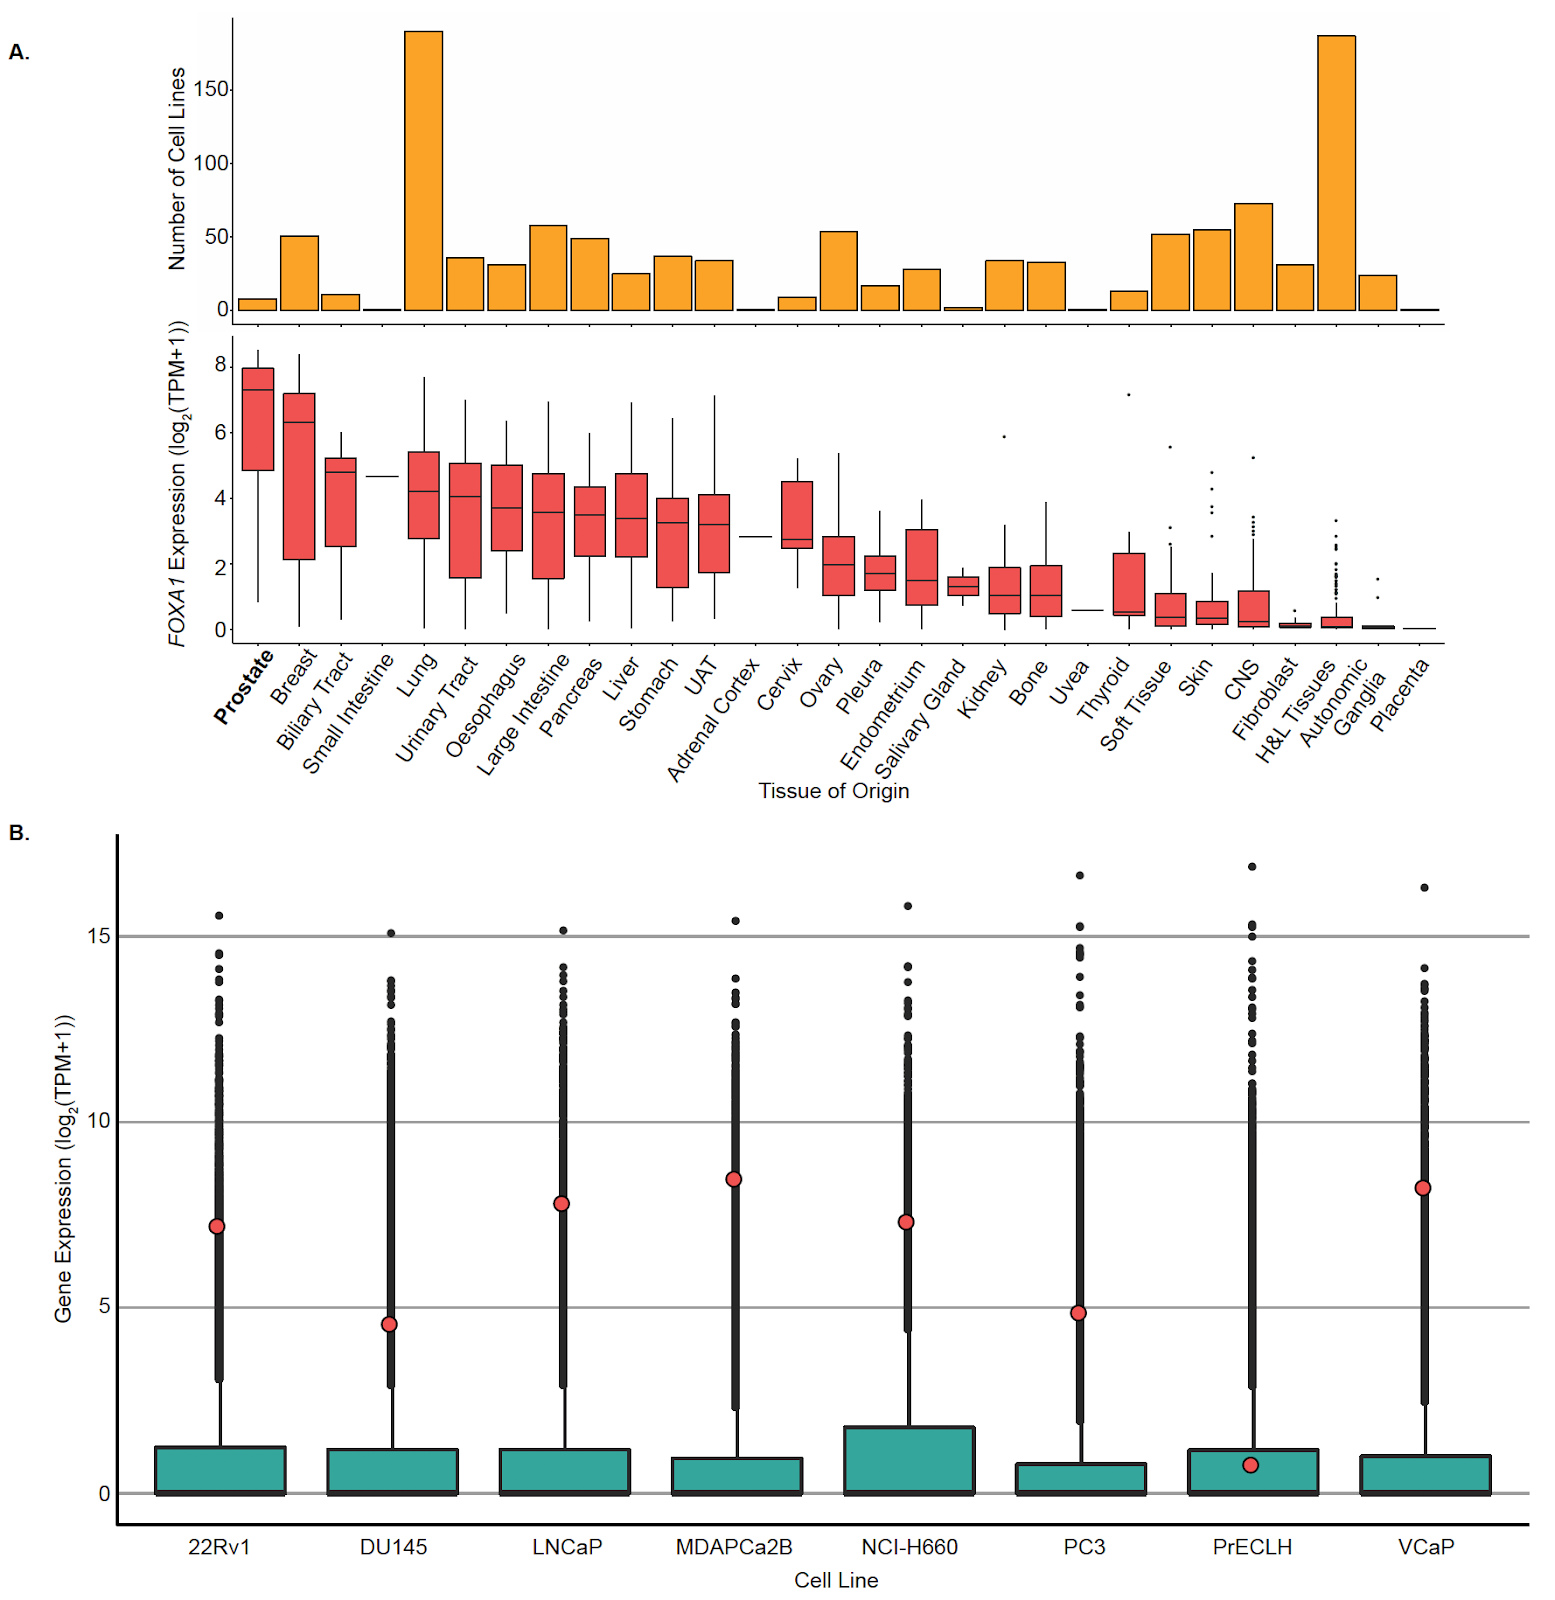 A.
Number of Cell Lines
150
100
50
0
FOXA1 Expression (log2(TPM+1))
8
6
4
2
0
Prostate
Breast
Biliary Tract
Small Intestine
Lung
Urinary Tract
Oesophagus
Large Intestine
Pancreas
Liver
Stomach
UAT
Adrenal Cortex
Cervix
Ovary
Pleura
Endometrium
Salivary Gland
Kidney
Bone
Uvea
Thyroid
Soft Tissue
Skin
CNS
Fibroblast
H&L Tissues
Autonomic
Ganglia
Placenta
Tissue of Origin
B.
Gene Expression (log2(TPM+1))
15
10
5
0
22Rv1
DU145
LNCaP
MDAPCa2B
NCI-H660
PC3
PrECLH
VCaP
Cell Line